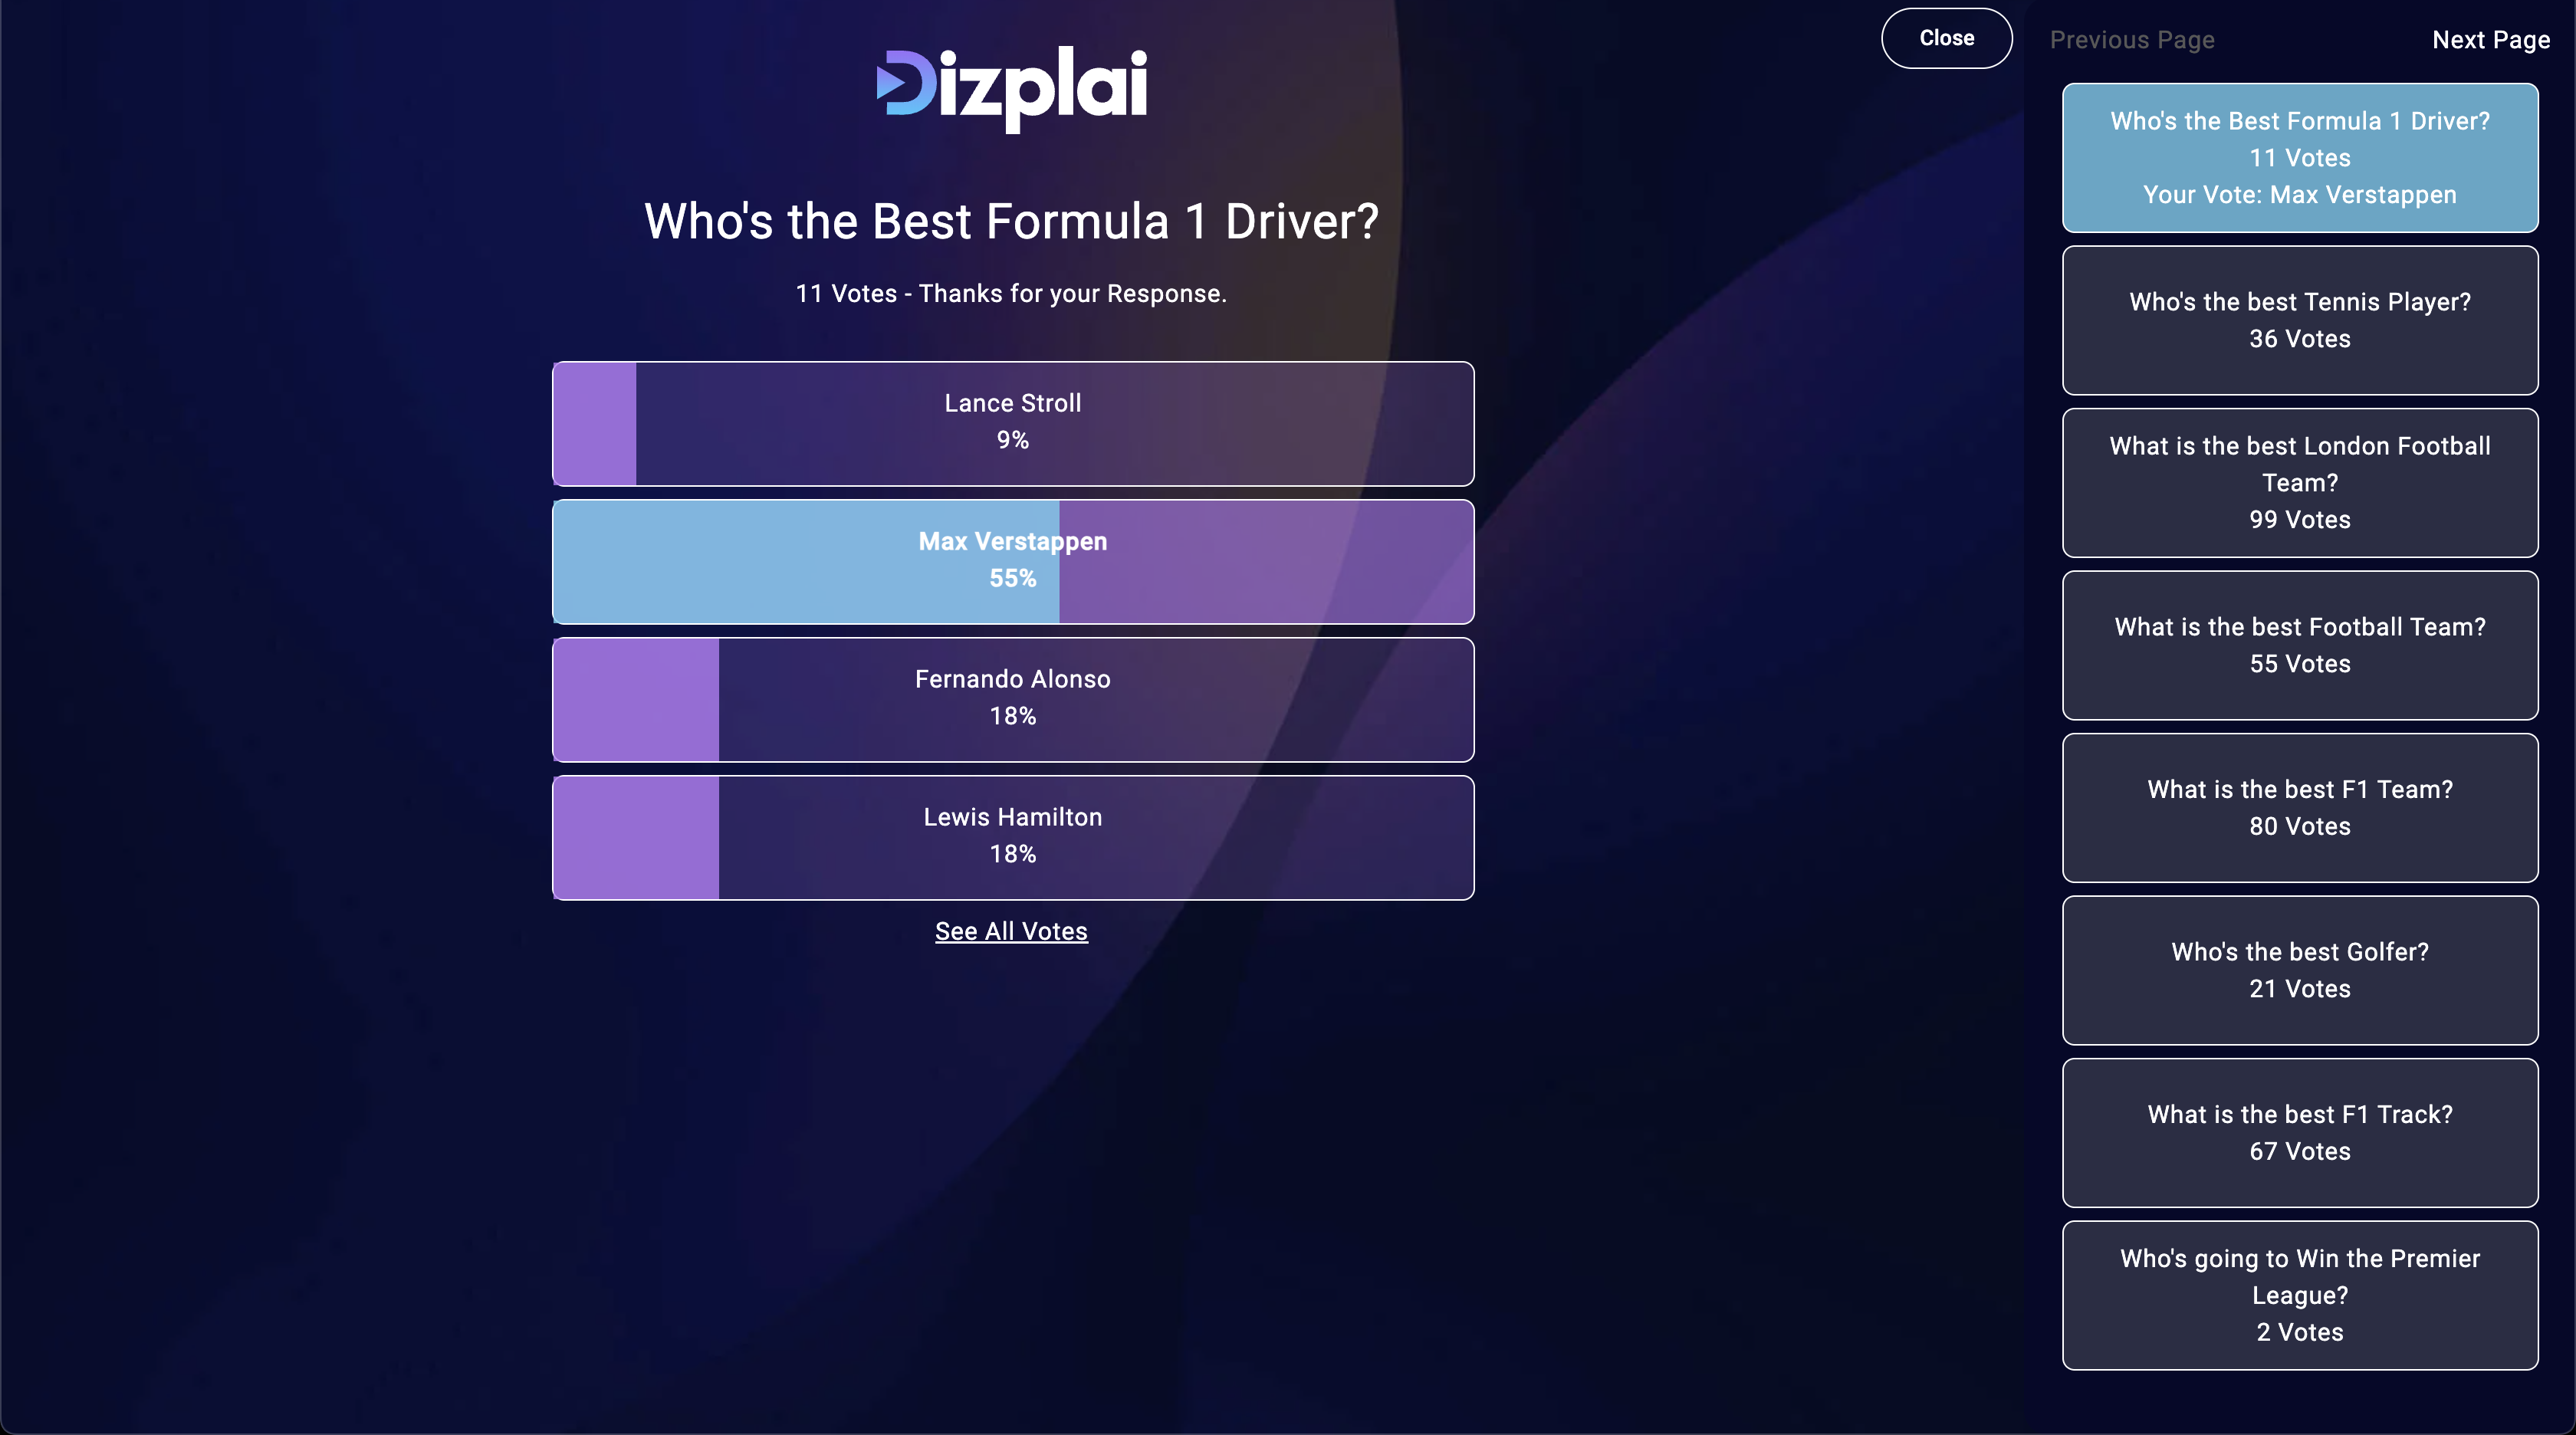 Dizplai
Who's the Best Formula 1 Driver?
11 Votes - Thanks for your Response.
Lance Stroll
9%
Max Verstappen
55%
Fernando Alonso
18%
Lewis Hamilton
18%
See All Votes
Close
Previous Page
Next Page
Who's the Best Formula 1 Driver?
11 Votes
Your Vote: Max Verstappen
Who's the best Tennis Player?
36 Votes
What is the best London Football
Team?
99 Votes
What is the best Football Team?
55 Votes
What is the best F1 Team?
80 Votes
Who's the best Golfer?
21 Votes
What is the best F1 Track?
67 Votes
Who's going to Win the Premier
League?
2 Votes